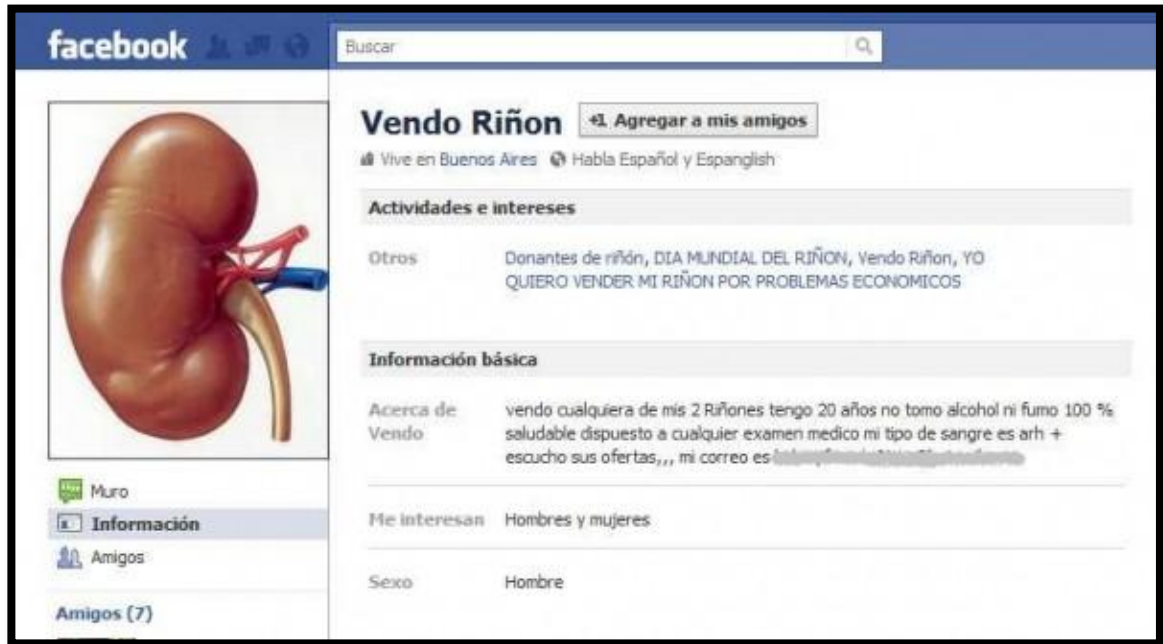 facebook
Buscar
Vendo Riñon
+1 Agregar a mis amigos
Vive en Buenos Aires Habla Español y Espanglish
Actividades e intereses
Otros
Donantes de riñón, DIA MUNDIAL DEL RIÑON, Vendo Riñon, YO
QUIERO VENDER MI RIÑON POR PROBLEMAS ECONOMICOS
Información básica
Acerca de
Vendo
vendo cualquiera de mis 2 Riñones tengo 20 años no tomo alcohol ni fumo 100 %
saludable dispuesto a cualquier examen medico mi tipo de sangre es arh +
escucho sus ofertas,,, mi correo es
Me interesan Hombres y mujeres
Sexo Hombre
Muro
Información
Amigos
Amigos (7)